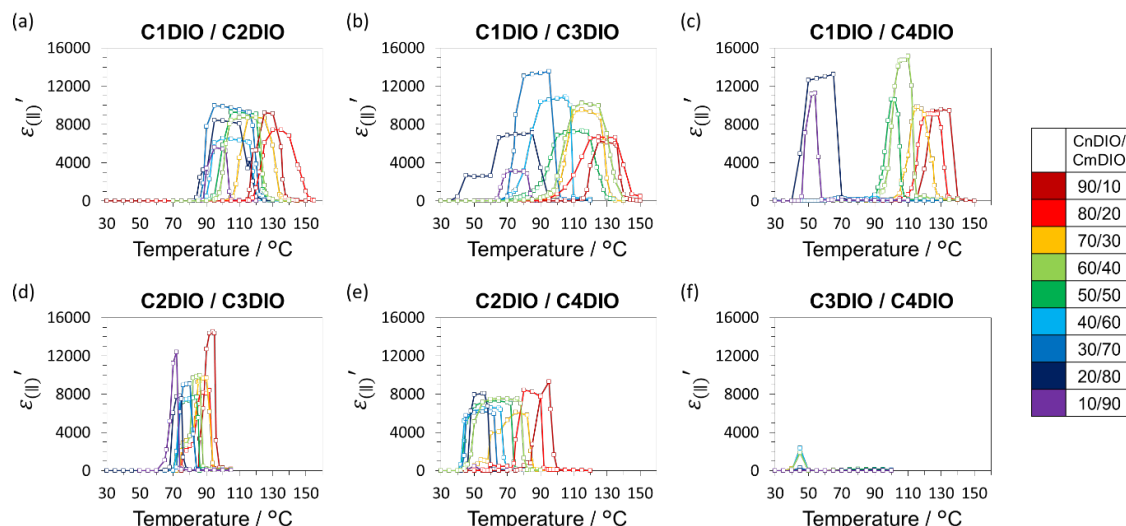 (a) C1DIO / C2DIO
16000
12000
8000
4000
0
ε(||)′
30 50 70 90 110 130 150
Temperature / °C
(b) C1DIO / C3DIO
16000
12000
8000
4000
0
ε(||)′
30 50 70 90 110 130 150
Temperature / °C
(c) C1DIO / C4DIO
16000
12000
8000
4000
0
ε(||)′
30 50 70 90 110 130 150
Temperature / °C
(d) C2DIO / C3DIO
16000
12000
8000
4000
0
ε(||)′
30 50 70 90 110 130 150
Temperature / °C
(e) C2DIO / C4DIO
16000
12000
8000
4000
0
ε(||)′
30 50 70 90 110 130 150
Temperature / °C
(f) C3DIO / C4DIO
16000
12000
8000
4000
0
ε(||)′
30 50 70 90 110 130 150
Temperature / °C
CnDIO/
CmDIO
90/10
80/20
70/30
60/40
50/50
40/60
30/70
20/80
10/90